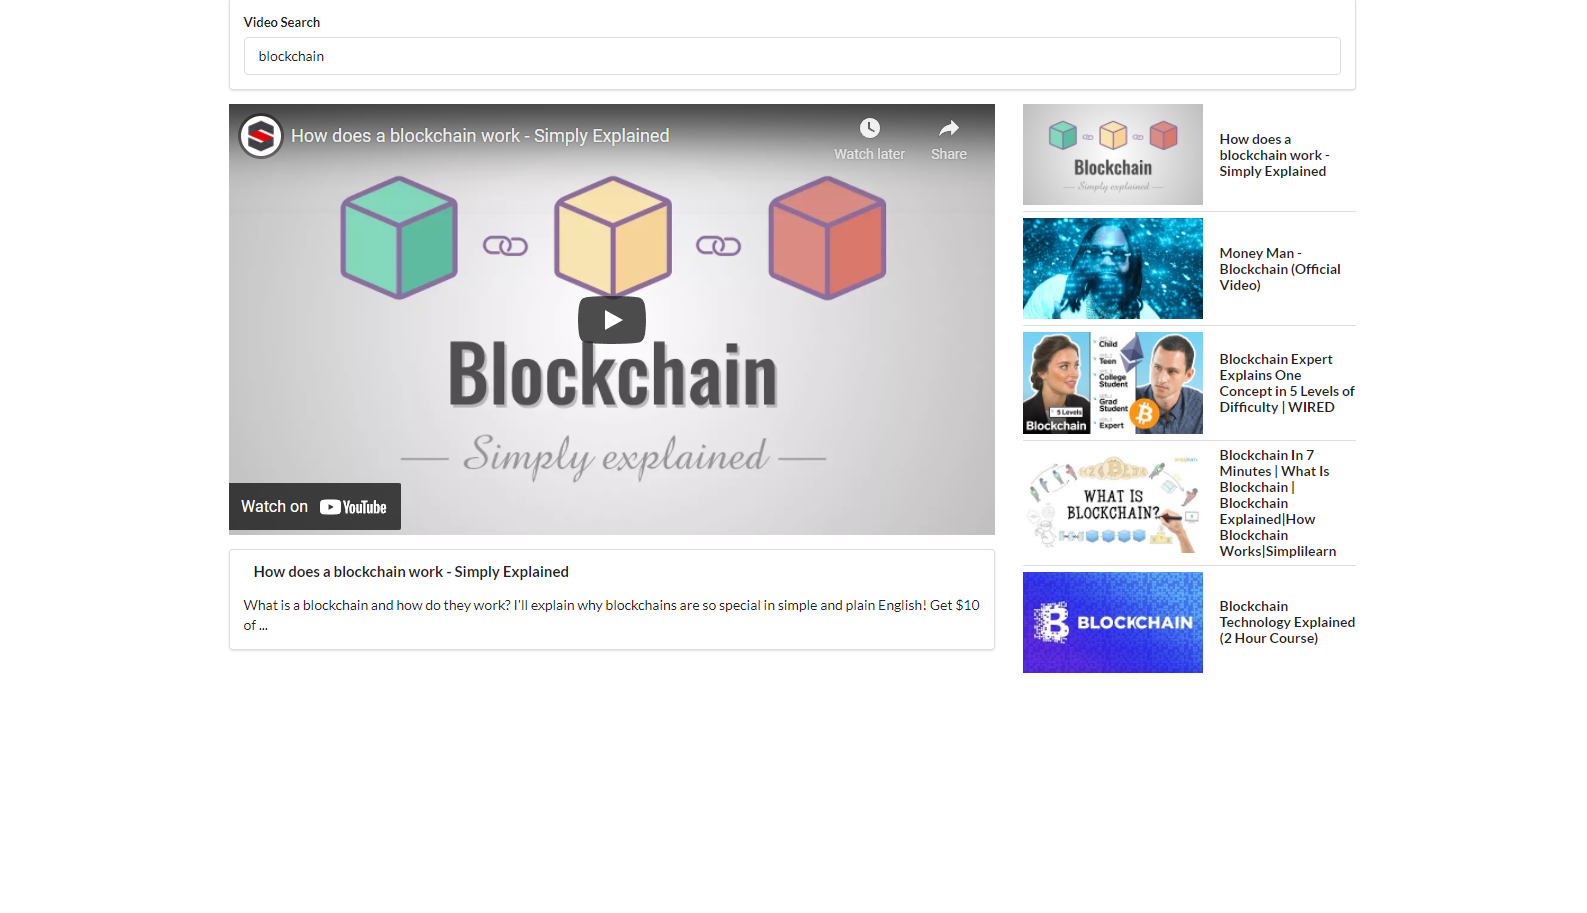 Video Search
blockchain
How does a blockchain work - Simply Explained
Watch later
Share
Blockchain
Simply explained
Watch on YouTube
How does a blockchain work - Simply Explained
What is a blockchain and how do they work? I'll explain why blockchains are so special in simple and plain English! Get $10
of ...
Blockchain
Simply explained
How does a
blockchain work -
Simply Explained
Money Man -
Blockchain (Official
Video)
Child
Teen
College
Student
Grad
Student
Expert
5 Levels
Blockchain
Blockchain Expert
Explains One
Concept in 5 Levels of
Difficulty | WIRED
WHAT IS
BLOCKCHAIN?
Blockchain In 7
Minutes | What Is
Blockchain |
Blockchain
Explained|How
Blockchain
Works|Simplilearn
BLOCKCHAIN
Blockchain
Technology Explained
(2 Hour Course)